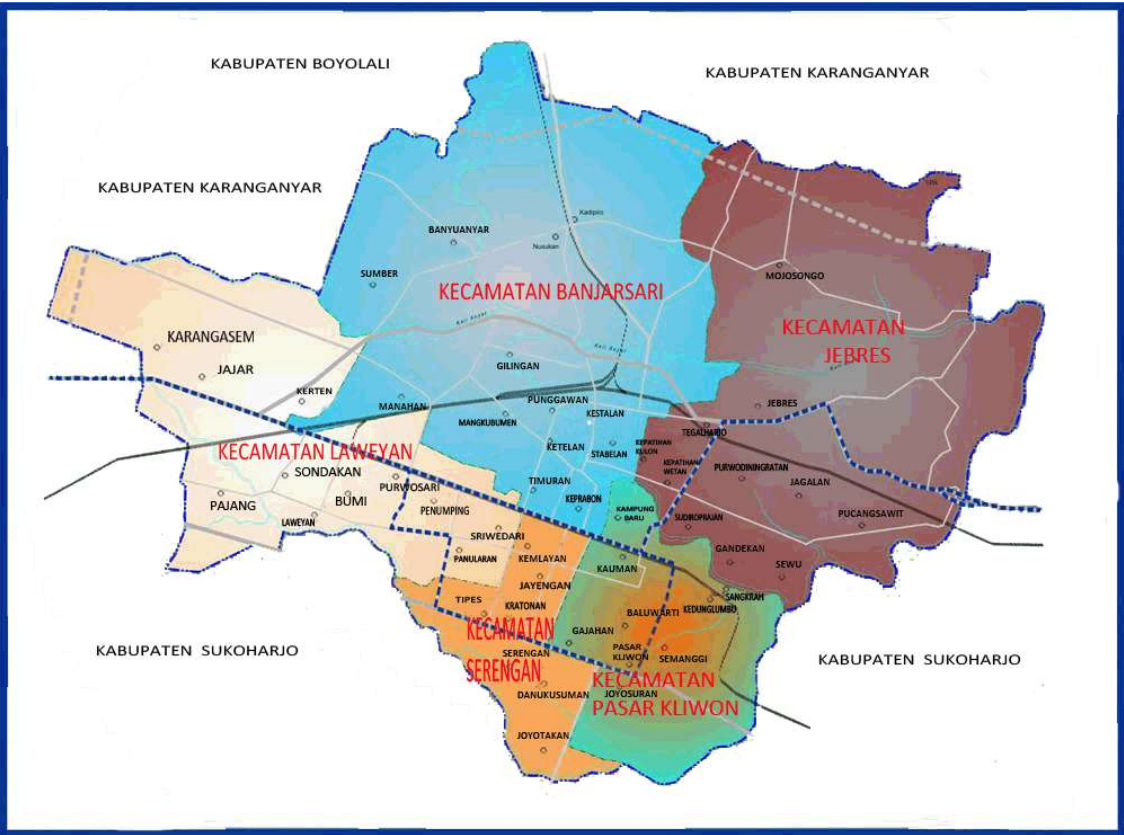 KABUPATEN BOYOLALI
KABUPATEN KARANGANYAR
KABUPATEN KARANGANYAR
BANYUANYAR
Kadipiro
Nusukan
SUMBER
MOJOSONGO
KECAMATAN BANJARSARI
KECAMATAN
JEBRES
KARANGASEM
JAJAR
GILINGAN
KERTEN
MANAHAN
PUNGGAWAN
MANGKUBUMEN
KESTALAN
JEBRES
TEGALHARJO
KETELAN
STABELAN
KEPATIHAN
KULON
KEPATIHAN
WETAN
PURWODININGRATAN
JAGALAN
PUCANGSAWIT
KECAMATAN LAWEYAN
SONDAKAN
PAJANG
BUMI
PURWOSARI
PENUMPING
LAWEYAN
TIMURAN
KEPRABON
KAMPUNG
BARU
SUDIROPRAJAN
GANDEKAN
SEWU
SRIWEDARI
PANULARAN
KEMLAYAN
KAUMAN
JAYENGAN
TIPES
KRATONAN
SANGKRAH
KEDUNGLUMBU
BALUWARTI
GAJAHAN
KECAMATAN
SERENGAN
SERENGAN
PASAR
KLIWON
SEMANGGI
KECAMATAN
PASAR KLIWON
DANUKUSUMAN
JOYOSURAN
JOYOTAKAN
KABUPATEN SUKOHARJO
KABUPATEN SUKOHARJO